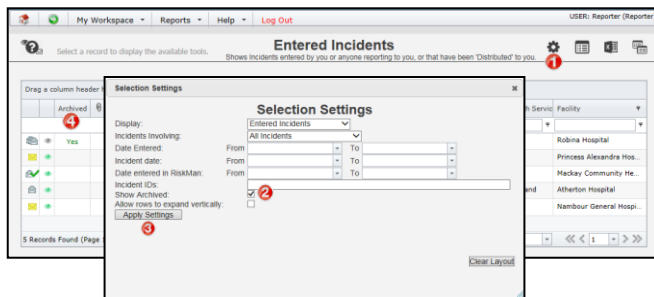 My Workspace Reports Help Log Out
USER: Reporter (Reporter
Select a record to display the available tools.
Entered Incidents
Shows Incidents entered by you or anyone reporting to you, or that have been 'Distributed' to you.
1
Drag a column header
Selection Settings
Selection Settings
Archived
4
Yes
Display: Entered Incidents
Incidents Involving: All Incidents
Date Entered: From To
Incident date: From To
Date entered in RiskMan: From To
Incident IDs:
Show Archived: 2
Allow rows to expand vertically:
Apply Settings
3
Clear Layout
h Servic Facility
Robina Hospital
Princess Alexandra Hos...
Mackay Community He...
and Atherton Hospital
Nambour General Hospi...
5 Records Found (Page 1
1